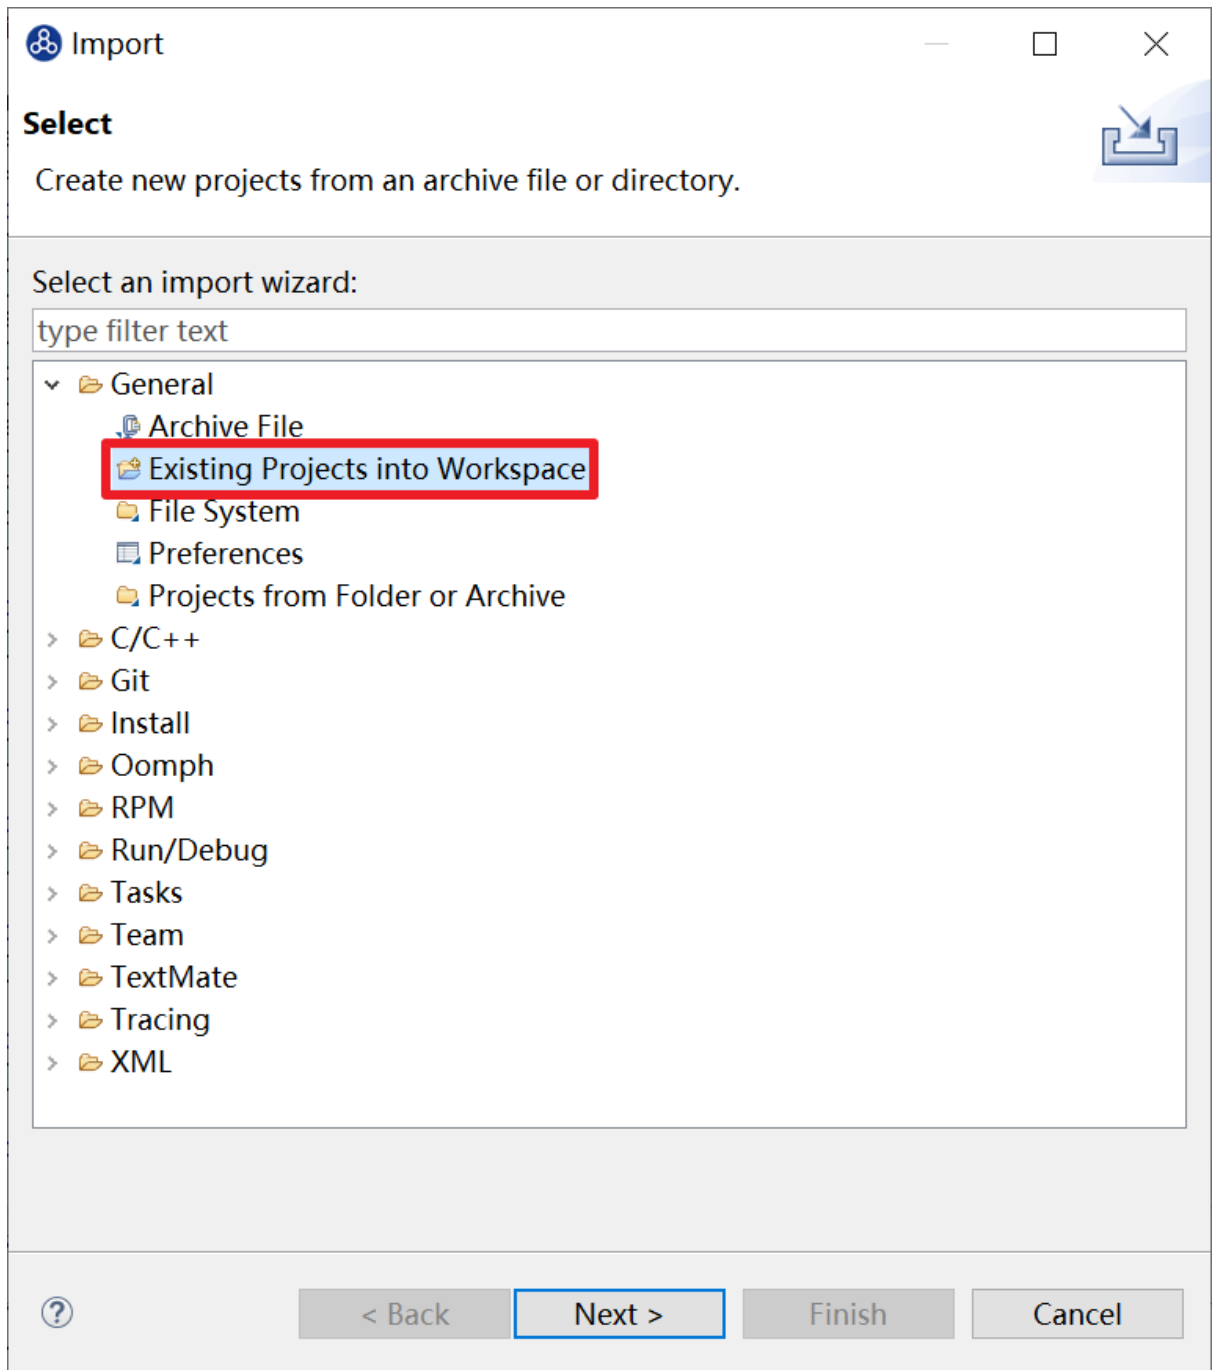 Import
Select
Create new projects from an archive file or directory.
Select an import wizard:
type filter text
General
Archive File
Existing Projects into Workspace
File System
Preferences
Projects from Folder or Archive
C/C++
Git
Install
Oomph
RPM
Run/Debug
Tasks
Team
TextMate
Tracing
XML
? < Back Next > Finish Cancel